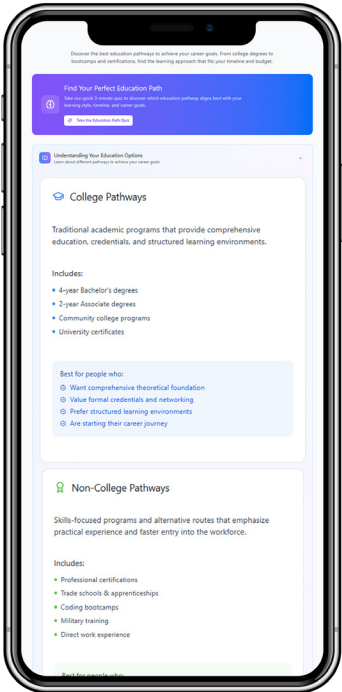 Discover the best education pathways to achieve your career goals. From college degrees to
bootcamps and certifications, find the learning approach that fits your timeline and budget.
Find Your Perfect Education Path
Take our quick 3-minute quiz to discover which education pathway aligns best with your
learning style, timeline, and career goals.
Take the Education Path Quiz
Understanding Your Education Options
Learn about different pathways to achieve your career goals
College Pathways
Traditional academic programs that provide comprehensive
education, credentials, and structured learning environments.
Includes:
4-year Bachelor's degrees
2-year Associate degrees
Community college programs
University certificates
Best for people who:
Want comprehensive theoretical foundation
Value formal credentials and networking
Prefer structured learning environments
Are starting their career journey
Non-College Pathways
Skills-focused programs and alternative routes that emphasize
practical experience and faster entry into the workforce.
Includes:
Professional certifications
Trade schools & apprenticeships
Coding bootcamps
Military training
Direct work experience
Best for people who: